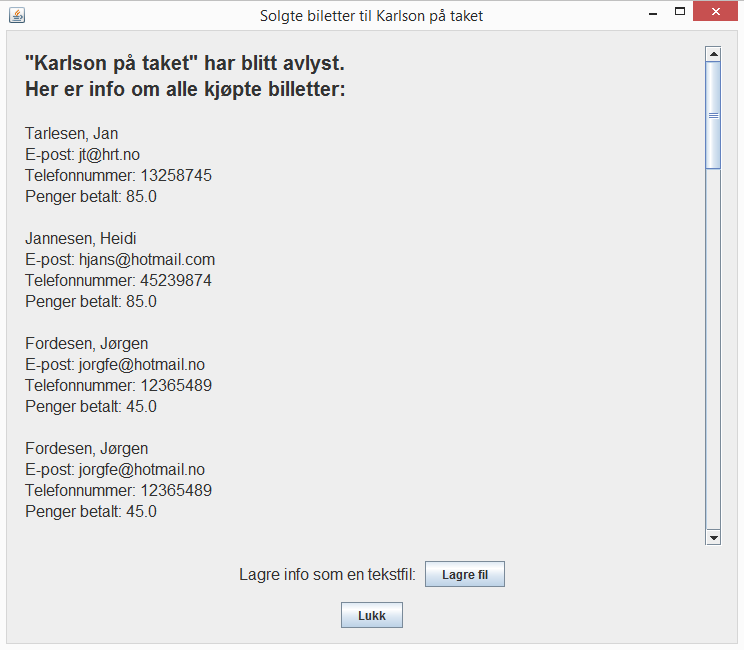 Solgte biletter til Karlson på taket
"Karlson på taket" har blitt avlyst.
Her er info om alle kjøpte billetter:
Tarlesen, Jan
E-post: jt@hrt.no
Telefonnummer: 13258745
Penger betalt: 85.0
Jannesen, Heidi
E-post: hjans@hotmail.com
Telefonnummer: 45239874
Penger betalt: 85.0
Fordesen, Jørgen
E-post: jorgfe@hotmail.no
Telefonnummer: 12365489
Penger betalt: 45.0
Fordesen, Jørgen
E-post: jorgfe@hotmail.no
Telefonnummer: 12365489
Penger betalt: 45.0
Lagre info som en tekstfil: Lagre fil
Lukk